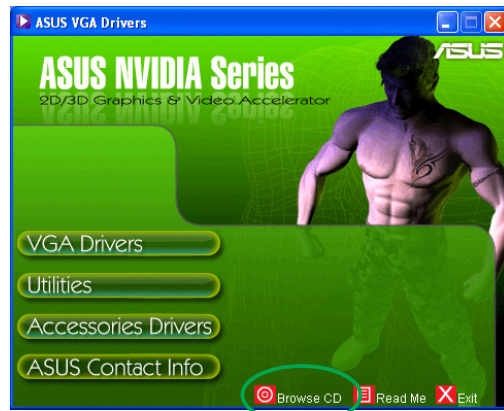 ASUS VGA Drivers
ASUS
ASUS NVIDIA Series
2D/3D Graphics & Video Accelerator
VGA Drivers
Utilities
Accessories Drivers
ASUS Contact Info
Browse CD Read Me Exit